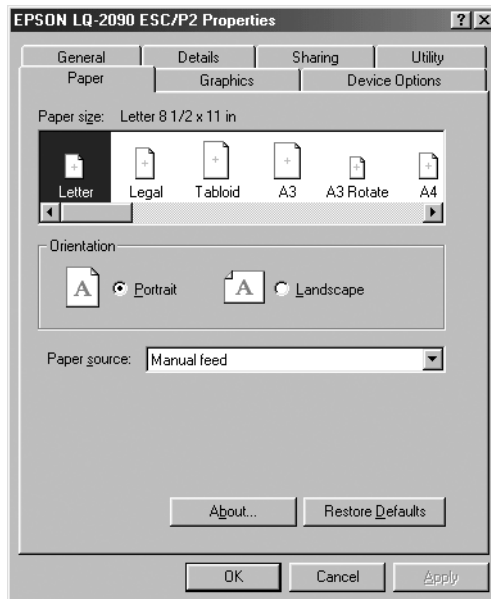 EPSON LQ-2090 ESC/P2 Properties ? X
General Details Sharing Utility
Paper Graphics Device Options
Paper size: Letter 8 1/2 x 11 in
Letter Legal Tabloid A3 A3 Rotate A4
Orientation
A Portrait A Landscape
Paper source: Manual feed
About... Restore Defaults
OK Cancel Apply